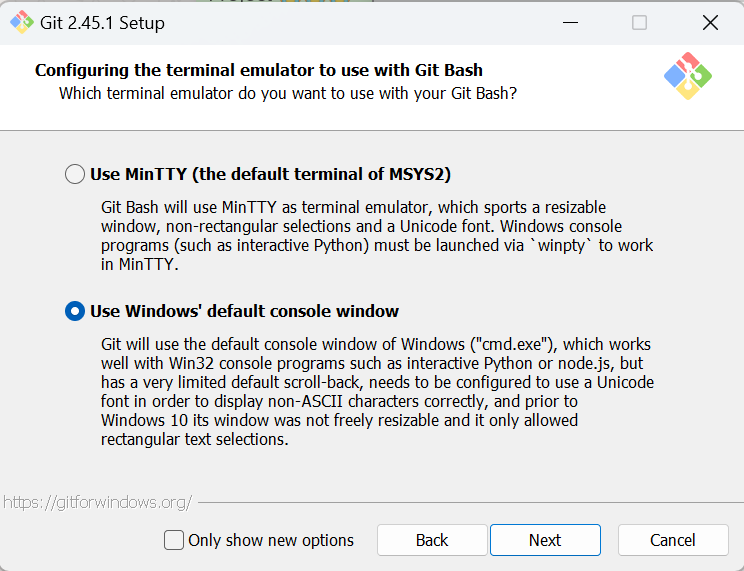 Git 2.45.1 Setup
Configuring the terminal emulator to use with Git Bash
Which terminal emulator do you want to use with your Git Bash?
Use MinTTY (the default terminal of MSYS2)
Git Bash will use MinTTY as terminal emulator, which sports a resizable
window, non-rectangular selections and a Unicode font. Windows console
programs (such as interactive Python) must be launched via `winpty` to work
in MinTTY.
Use Windows' default console window
Git will use the default console window of Windows ("cmd.exe"), which works
well with Win32 console programs such as interactive Python or node.js, but
has a very limited default scroll-back, needs to be configured to use a Unicode
font in order to display non-ASCII characters correctly, and prior to
Windows 10 its window was not freely resizable and it only allowed
rectangular text selections.
https://gitforwindows.org/
Only show new options
Back
Next
Cancel